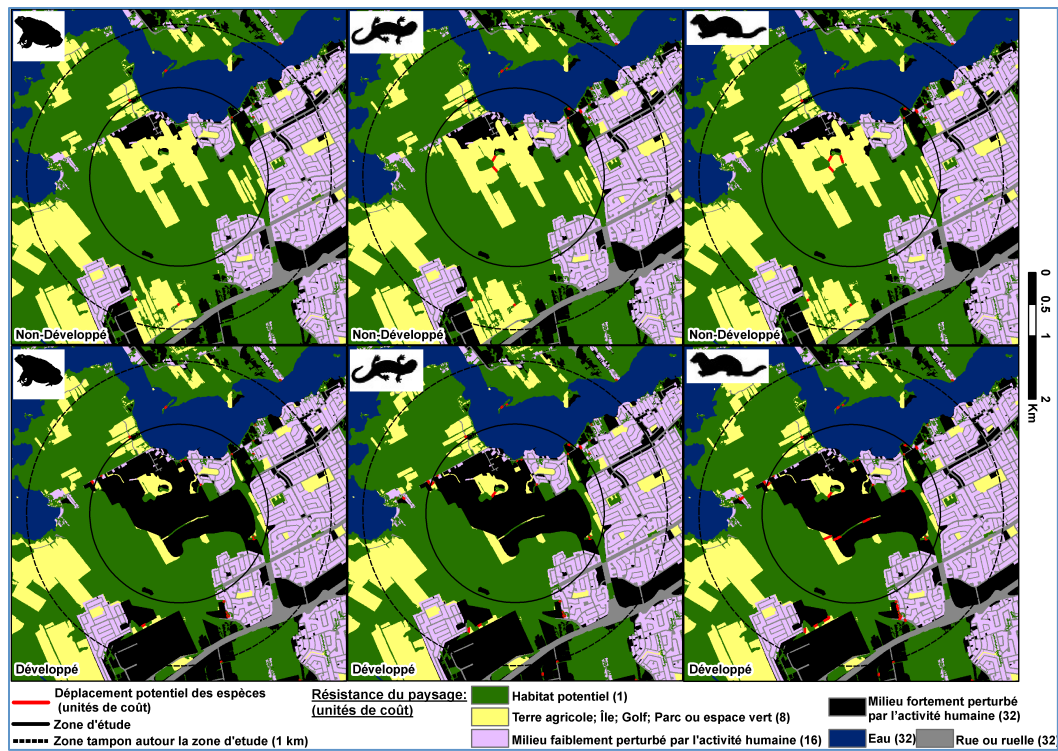 Non-Développé
Non-Développé
Non-Développé
Développé
Développé
Développé
0
0.5
1
2
Km
Déplacement potentiel des espèces
(unités de coût)
Zone d'étude
Zone tampon autour la zone d'etude (1 km)
Résistance du paysage:
(unités de coût)
Habitat potentiel (1)
Terre agricole; Île; Golf; Parc ou espace vert (8)
Milieu faiblement perturbé par l'activité humaine (16)
Milieu fortement perturbé
par l'activité humaine (32)
Eau (32)
Rue ou ruelle (32)